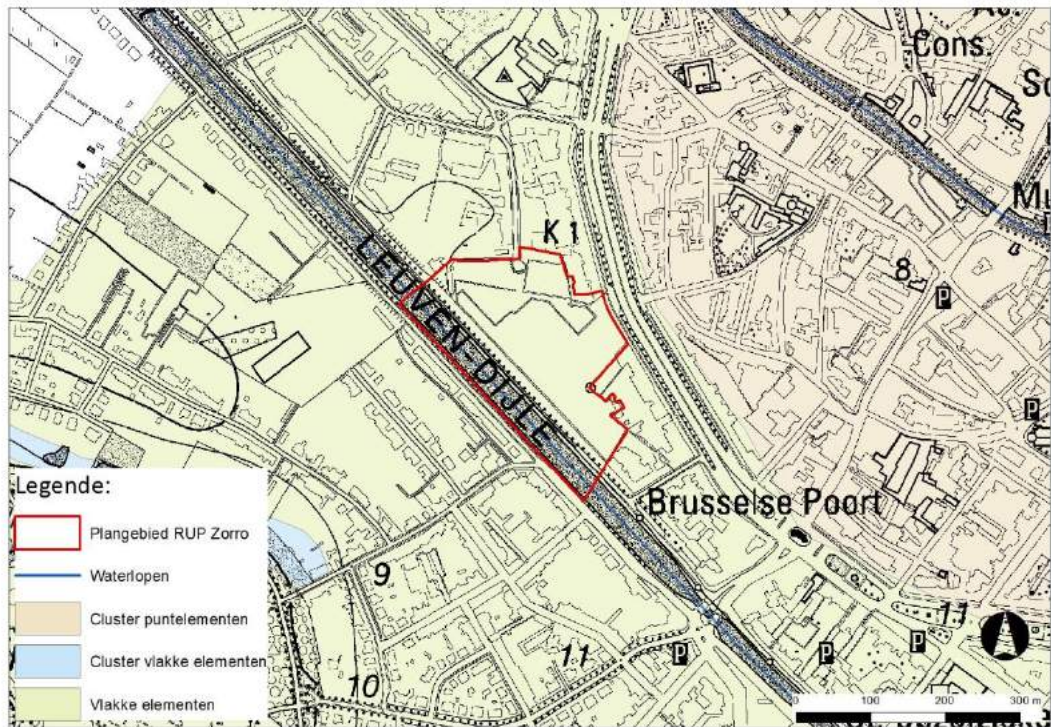 Cons.
K 1
8
P
LEUVEN-DIJLE
P
Brusselse Poort
9
11
11
10
P
P
P
Legende:
Plangebied RUP Zorro
Waterlopen
Cluster puntelementen
Cluster vlakke elementen
Vlakke elementen
0 100 200 300 m